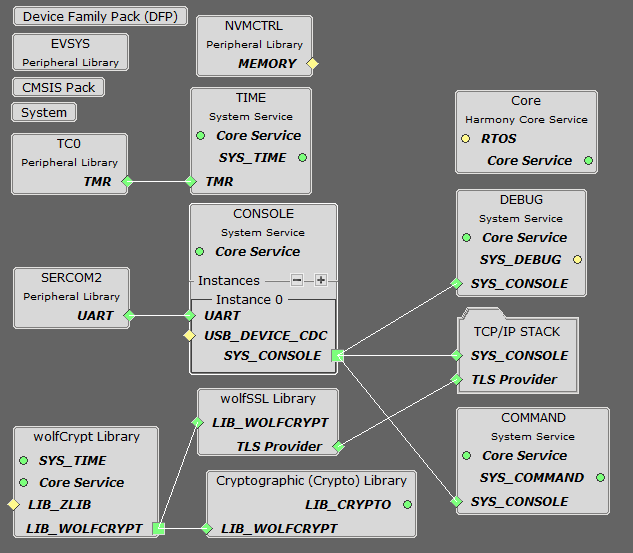 Device Family Pack (DFP)
EVSYS
Peripheral Library
CMSIS Pack
System
NVMCTRL
Peripheral Library
MEMORY
TC0
Peripheral Library
TMR
TIME
System Service
Core Service
SYS_TIME
TMR
Core
Harmony Core Service
RTOS
Core Service
SERCOM2
Peripheral Library
UART
CONSOLE
System Service
Core Service
Instances
Instance 0
UART
USB_DEVICE_CDC
SYS_CONSOLE
DEBUG
System Service
Core Service
SYS_DEBUG
SYS_CONSOLE
TCP/IP STACK
SYS_CONSOLE
TLS Provider
wolfSSL Library
LIB_WOLFCRYPT
TLS Provider
COMMAND
System Service
Core Service
SYS_COMMAND
SYS_CONSOLE
wolfCrypt Library
SYS_TIME
Core Service
LIB_ZLIB
LIB_WOLFCRYPT
Cryptographic (Crypto) Library
LIB_CRYPTO
LIB_WOLFCRYPT